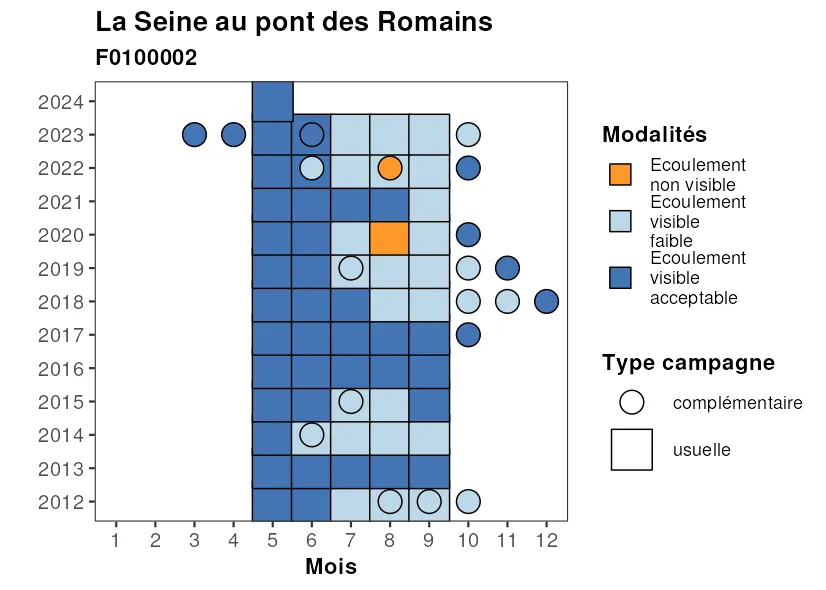 La Seine au pont des Romains
F0100002
2024
2023
2022
2021
2020
2019
2018
2017
2016
2015
2014
2013
2012
1 2 3 4 5 6 7 8 9 10 11 12
Mois
Modalités
Ecoulement
non visible
Ecoulement
visible
faible
Ecoulement
visible
acceptable
Type campagne
complémentaire
usuelle